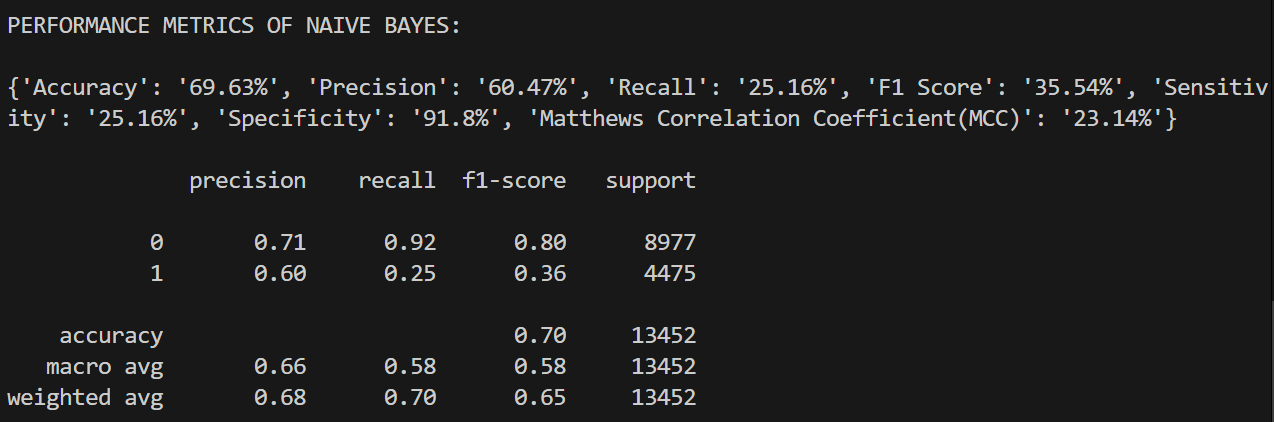 PERFORMANCE METRICS OF NAIVE BAYES:
{'Accuracy': '69.63%', 'Precision': '60.47%', 'Recall': '25.16%', 'F1 Score': '35.54%', 'Sensitiv
ity': '25.16%', 'Specificity': '91.8%', 'Matthews Correlation Coefficient(MCC)': '23.14%'}
precision recall f1-score support
0 0.71 0.92 0.80 8977
1 0.60 0.25 0.36 4475
accuracy 0.70 13452
macro avg 0.66 0.58 0.58 13452
weighted avg 0.68 0.70 0.65 13452